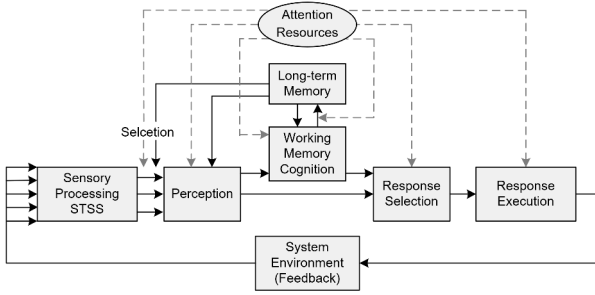 Attention
Resources
Long-term
Memory
Selcetion
Working
Memory
Cognition
Sensory
Processing
STSS
Perception
Response
Selection
Response
Execution
System
Environment
(Feedback)